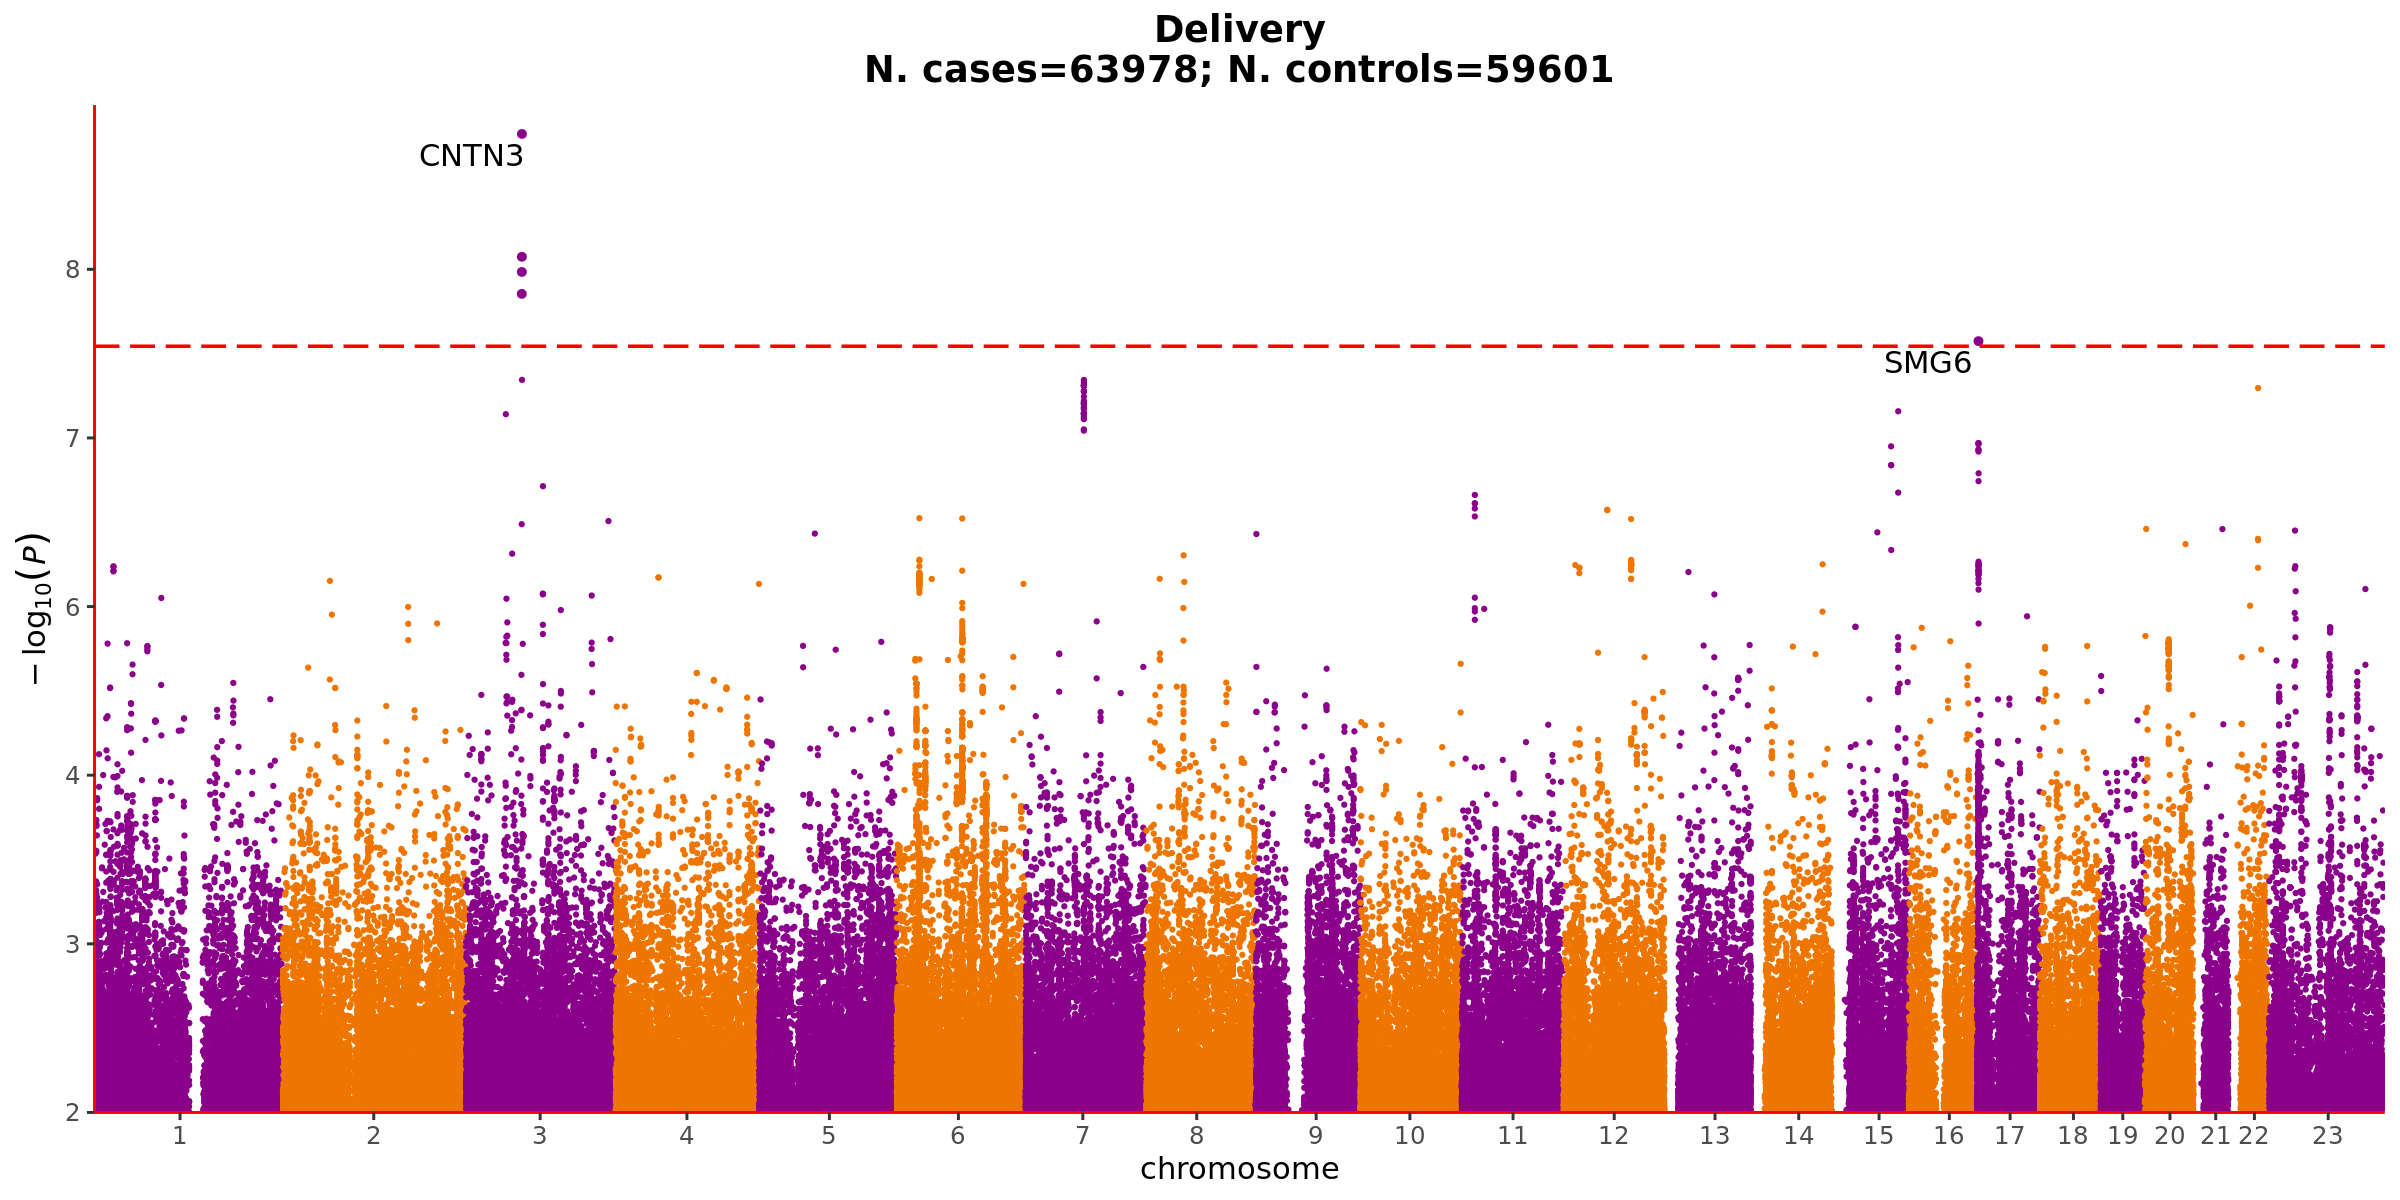 Delivery
N. cases=63978; N. controls=59601
CNTN3
8
7
SMG6
6
4
3
2
− log10(P)
1 2 3 4 5 6 7 8 9 10 11 12 13 14 15 16 17 18 19 20 21 22 23
chromosome